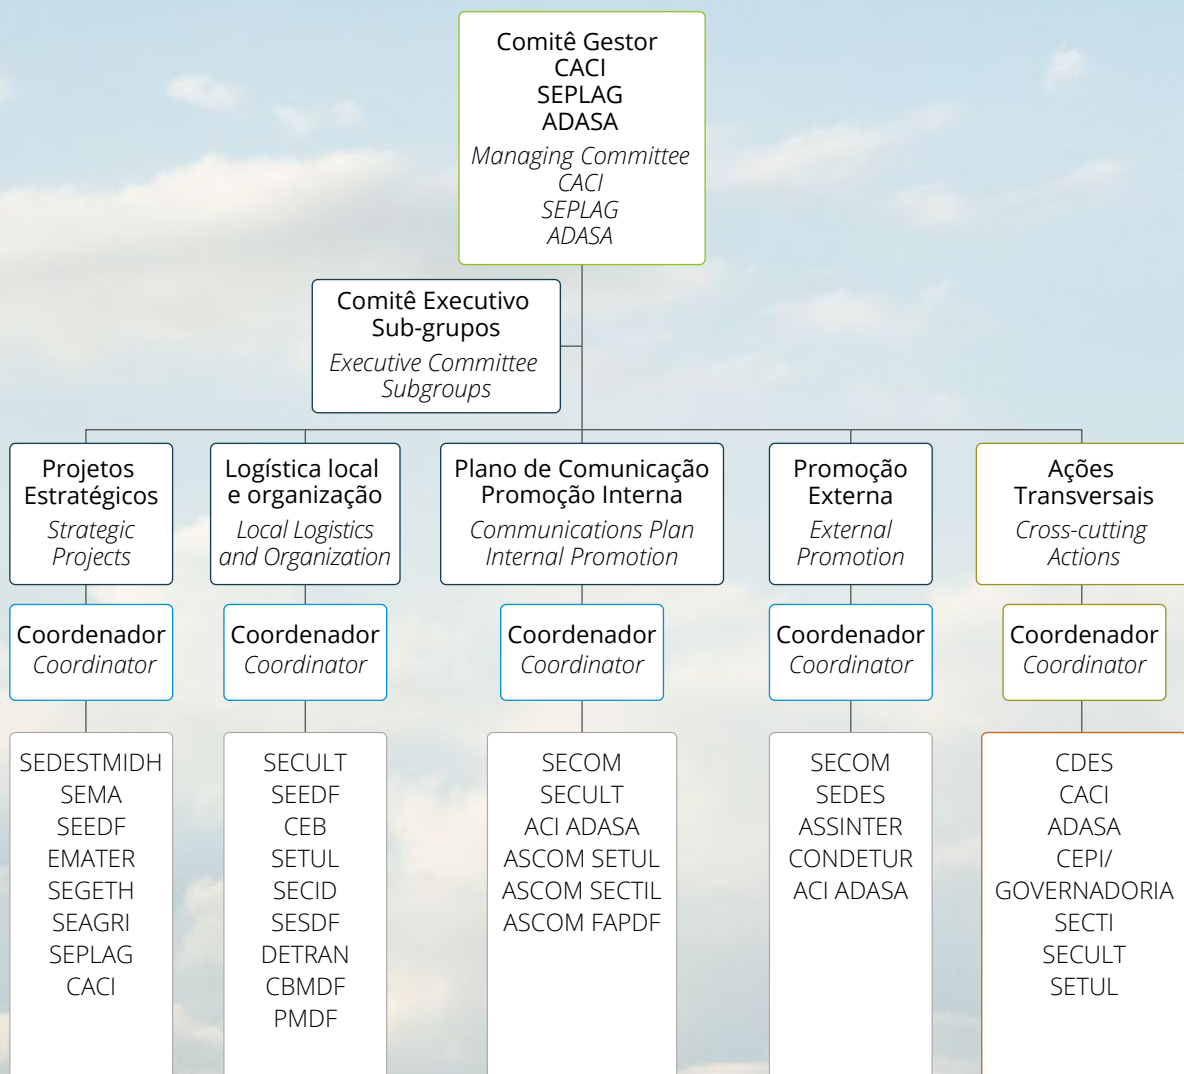 Comitê Gestor
CACI
SEPLAG
ADASA
Managing Committee
CACI
SEPLAG
ADASA
Comitê Executivo
Sub-grupos
Executive Committee
Subgroups
Projetos
Estratégicos
Strategic
Projects
Logística local
e organização
Local Logistics
and Organization
Plano de Comunicação
Promoção Interna
Communications Plan
Internal Promotion
Promoção
Externa
External
Promotion
Ações
Transversais
Cross-cutting
Actions
Coordenador
Coordinator
Coordenador
Coordinator
Coordenador
Coordinator
Coordenador
Coordinator
Coordenador
Coordinator
SEDESTMIDH
SEMA
SEEDF
EMATER
SEGETH
SEAGRI
SEPLAG
CACI
SECULT
SEEDF
CEB
SETUL
SECID
SESDF
DETRAN
CBMDF
PMDF
SECOM
SECULT
ACI ADASA
ASCOM SETUL
ASCOM SECTIL
ASCOM FAPDF
SECOM
SEDES
ASSINTER
CONDETUR
ACI ADASA
CDES
CACI
ADASA
CEPI/
GOVERNADORIA
SECTI
SECULT
SETUL